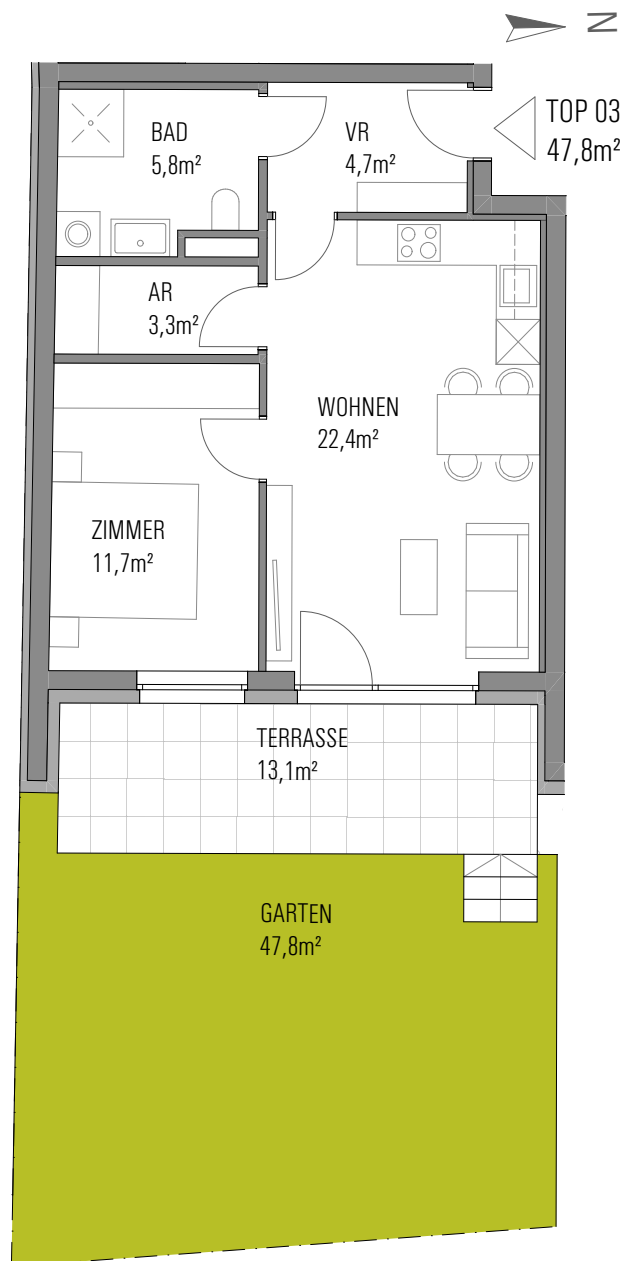 N
TOP 03
47,8m²
BAD
5,8m²
VR
4,7m²
AR
3,3m²
WOHNEN
22,4m²
ZIMMER
11,7m²
TERRASSE
13,1m²
GARTEN
47,8m²